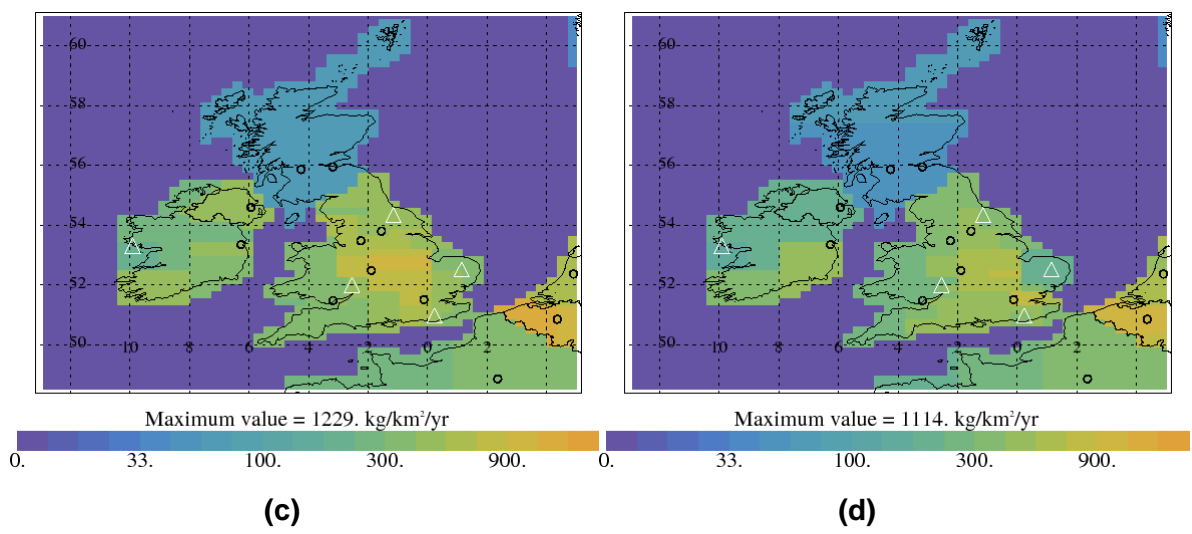 60 60
58 58
56 56
54 54
52 52
50 50
10 8 6 4 2 0 2 10 8 6 4 2 0 2
Maximum value = 1229. kg/km²/yr Maximum value = 1114. kg/km²/yr
0. 33. 100. 300. 900. 0. 33. 100. 300. 900.
(c) (d)